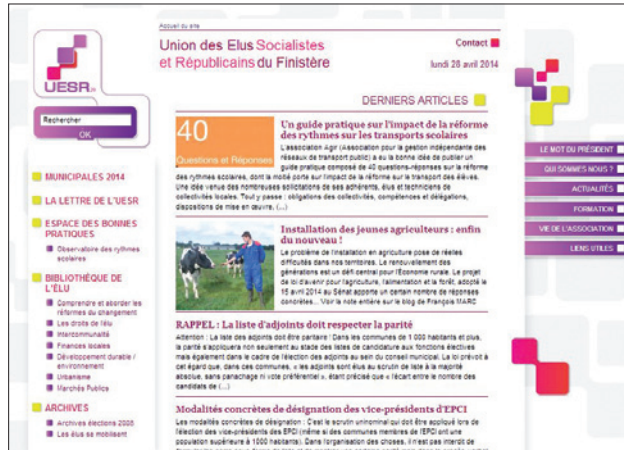 Accueil du site
Union des Elus Socialistes
et Républicains du Finistère
Contact
lundi 28 avril 2014
UESR
Rechercher
OK
MUNICIPALES 2014
LA LETTRE DE L'UESR
ESPACE DES BONNES
PRATIQUES
Observatoire des rythmes
scolaires
BIBLIOTHÈQUE DE
L'ÉLU
Comprendre et aborder les
réformes du changement
Les droits de l'élu
Intercommunalité
Finances locales
Développement durable /
environnement
Urbanisme
Marchés Publics
ARCHIVES
Archives élections 2008
Les élus se mobilisent
DERNIERS ARTICLES
40
Questions et Réponses
Un guide pratique sur l'impact de la réforme
des rythmes sur les transports scolaires
L'association Agir (Association pour la gestion indépendante des
réseaux de transport public) a eu la bonne idée de publier un
guide pratique composé de 40 questions-réponses sur la réforme
des rythmes scolaires, dont la moitié porte sur l'impact de la réforme sur le transport des élèves.
Une idée venue des nombreuses sollicitations de ses adhérents, élus et techniciens de
collectivités locales. Tout y passe : obligations des collectivités, compétences et délégations,
dispositions de mise en œuvre, (...)
Installation des jeunes agriculteurs : enfin
du nouveau !
Le problème de l'installation en agriculture pose de réelles
difficultés dans nos territoires. Le renouvellement des
générations est un défi central pour l'Économie rurale. Le projet
de loi d'avenir pour l'agriculture, l'alimentation et la forêt, adopté le
15 avril 2014 au Sénat apporte un certain nombre de réponses
concrètes... Voir la note entière sur le blog de François MARC
RAPPEL : La liste d'adjoints doit respecter la parité
Attention : La liste des adjoints doit être paritaire ! Dans les communes de 1 000 habitants et plus,
la parité s'appliquera non seulement au stade des listes de candidature aux fonctions électives
mais également dans le cadre de l'élection des adjoints au sein du conseil municipal. La loi prévoit à
cet égard que, dans ces communes, « les adjoints sont élus au scrutin de liste à la majorité
absolue, sans panachage ni vote préférentiel », étant précisé que « l'écart entre le nombre des
candidats de (...)
Modalités concrètes de désignation des vice-présidents d'EPCI
Les modalités concrètes de désignation : C'est le scrutin uninominal qui doit être appliqué lors de
l'élection des vice-présidents des EPCI (même si des communes membres de l'EPCI ont une
population supérieure à 1000 habitants). Dans l'organisation des choses, il n'est pas interdit de
LE MOT DU PRÉSIDENT
QUI SOMMES NOUS ?
ACTUALITÉS
FORMATION
VIE DE L'ASSOCIATION
LIENS UTILES